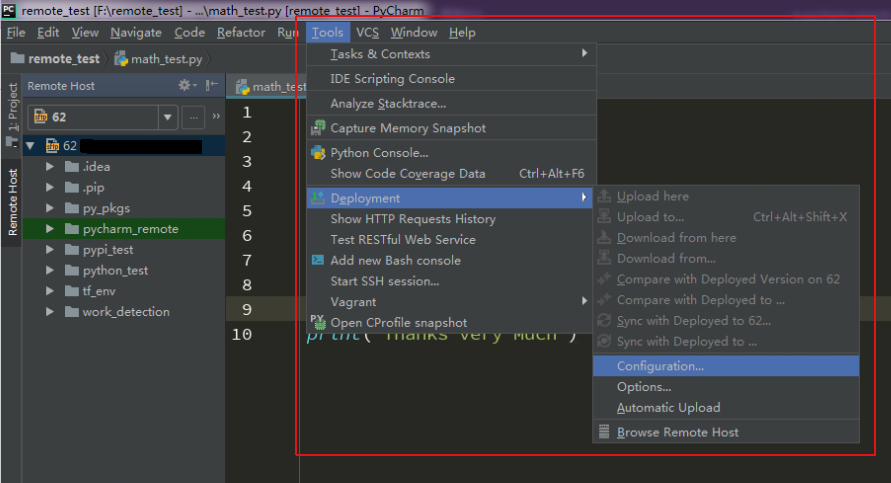 PC remote_test [F:\remote_test] - ...\math_test.py [remote_test] - PyCharm
File Edit View Navigate Code Refactor Run Tools VCS Window Help
remote_test math_test.py
1: Project
Remote Host
Remote Host
62
...
62
.idea
.pip
py_pkgs
pycharm_remote
pypi_test
python_test
tf_env
work_detection
math_test
1
2
3
4
5
6
7
8
9
10 print( Thanks Very Much )
Tasks & Contexts
IDE Scripting Console
Analyze Stacktrace...
Capture Memory Snapshot
Python Console...
Show Code Coverage Data Ctrl+Alt+F6
Deployment
Show HTTP Requests History
Test RESTful Web Service
Add new Bash console
Start SSH session...
Vagrant
Open CProfile snapshot
Upload here
Upload to... Ctrl+Alt+Shift+X
Download from here
Download from...
Compare with Deployed Version on 62
Compare with Deployed to ...
Sync with Deployed to 62...
Sync with Deployed to ...
Configuration...
Options...
Automatic Upload
Browse Remote Host